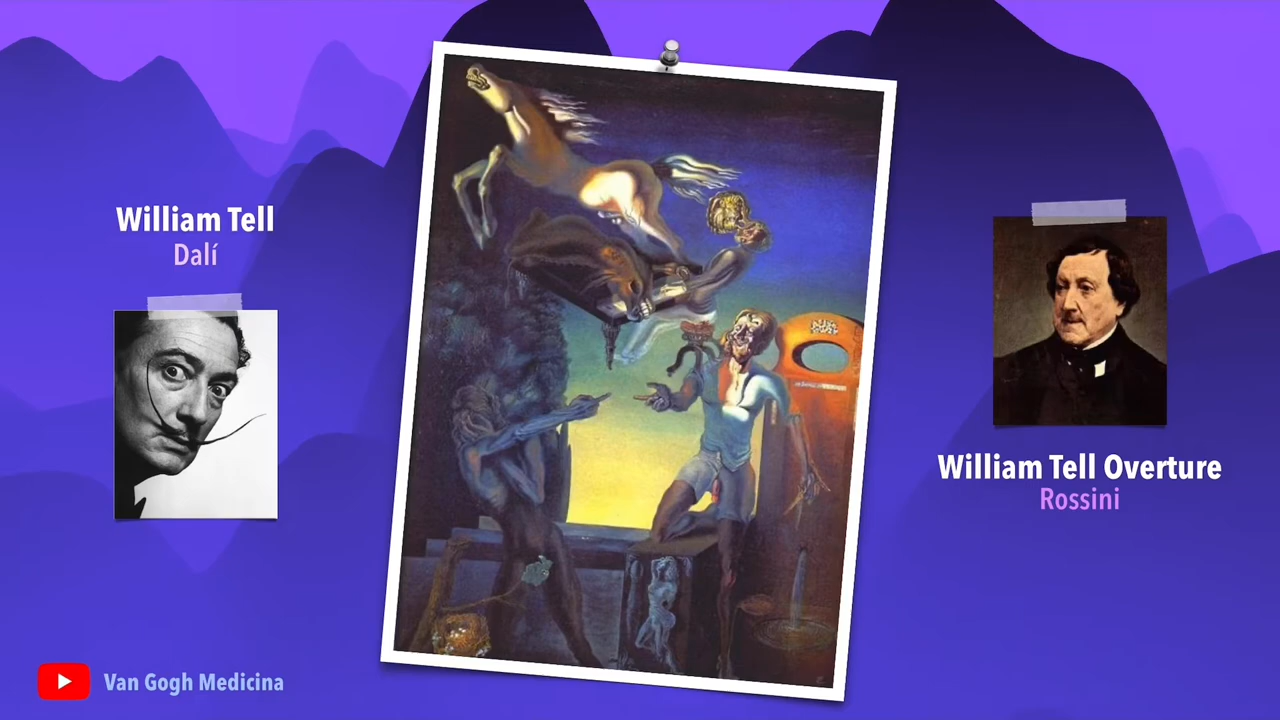 William Tell
Dalí
William Tell Overture
Rossini
Van Gogh Medicina